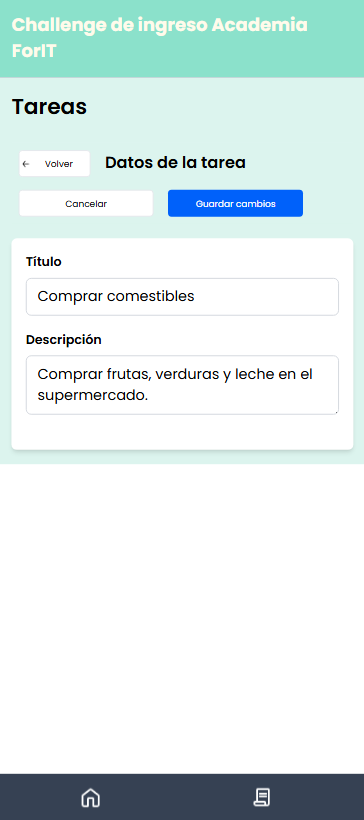 Challenge de ingreso Academia
ForIT
Tareas
← Volver
Datos de la tarea
Cancelar
Guardar cambios
Título
Comprar comestibles
Descripción
Comprar frutas, verduras y leche en el
supermercado.